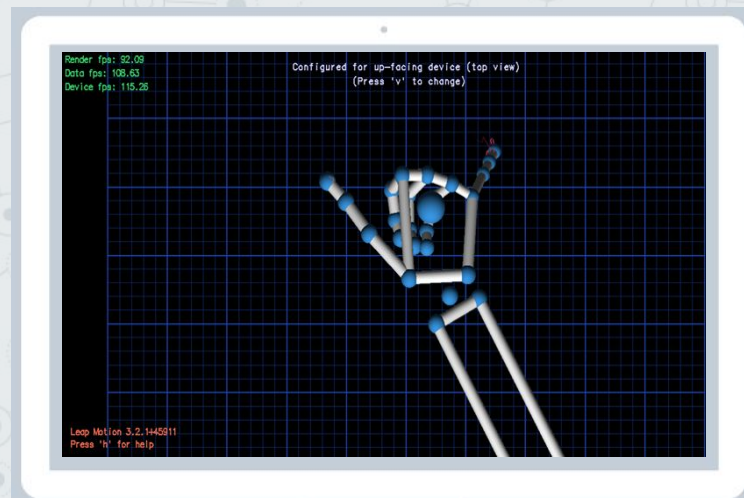 Render fps: 92.09
Data fps: 108.63
Device fps: 115.26
Configured for up-facing device (top view)
(Press 'v' to change)
Leap Motion 3.2.1+45911
Press 'h' for help